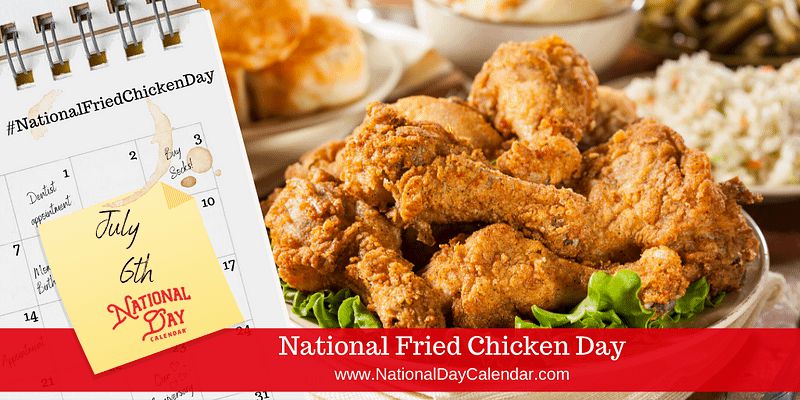 #NationalFriedChickenDay
1
2
3
Dentist
appointment
Buy
Socks!
7
10
14
17
21
31
July
6th
NATIONAL
DAY
CALENDAR
National Fried Chicken Day
www.NationalDayCalendar.com